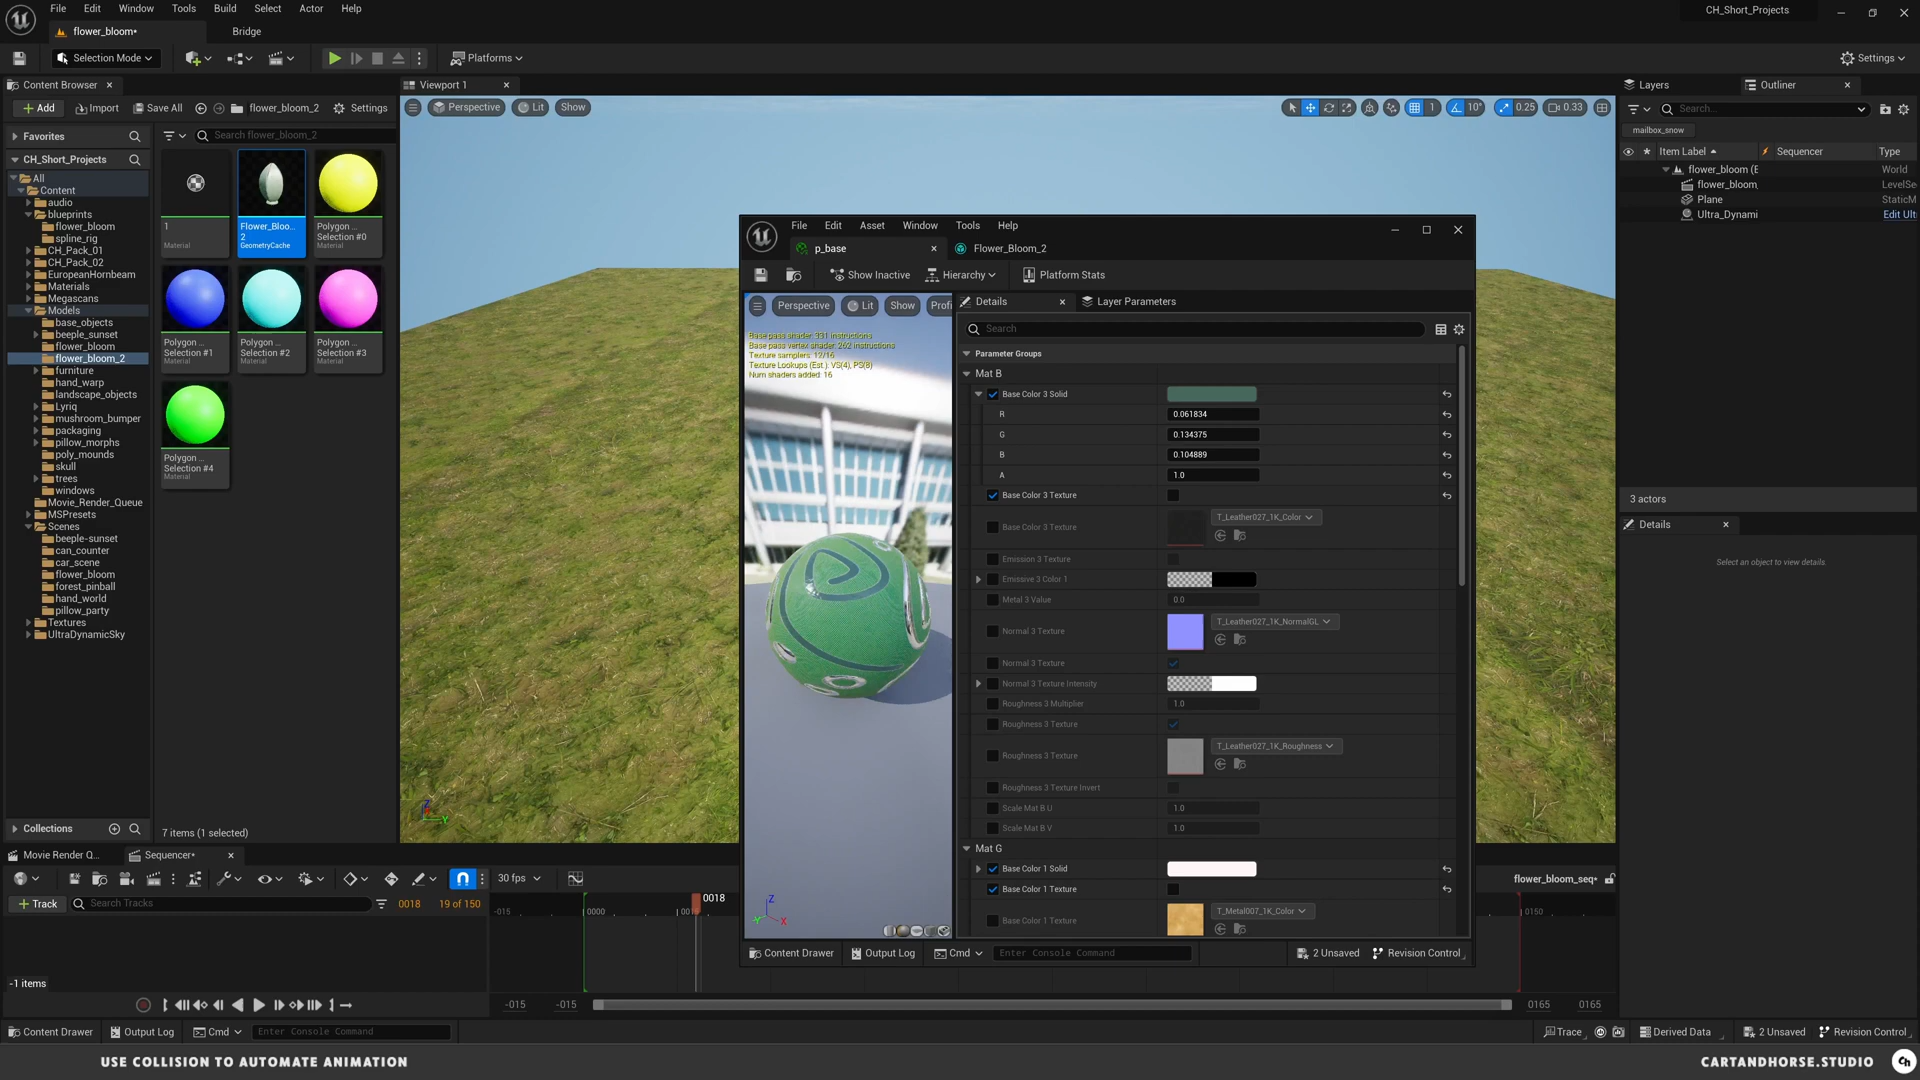 File Edit Window Tools Build Select Actor Help
CH_Short_Projects
flower_bloom*
Bridge
Selection Mode
Platforms
Settings
Content Browser
Add
Import
Save All
flower_bloom_2
Settings
Favorites
Search flower_bloom_2
CH_Short_Projects
All
Content
audio
blueprints
flower_bloom
spline_rig
CH_Pack_01
CH_Pack_02
EuropeanHornbeam
Materials
Megascans
Models
base_objects
beeple_sunset
flower_bloom
flower_bloom_2
furniture
hand_warp
landscape_objects
Lyriq
mushroom_bumper
packaging
pillow_morphs
poly_mounds
skull
trees
windows
Movie_Render_Queue
MSPresets
Scenes
beeple-sunset
can_counter
car_scene
flower_bloom
forest_pinball
hand_world
pillow_party
Textures
UltraDynamicSky
Collections
1
Material
Flower_Bloo...
2
GeometryCache
Polygon ...
Selection #0
Material
Polygon ...
Selection #1
Material
Polygon ...
Selection #2
Material
Polygon ...
Selection #3
Material
Polygon ...
Selection #4
Material
7 items (1 selected)
Viewport 1
Perspective
Lit
Show
1
10°
0.25
0.33
File Edit Asset Window Tools Help
p_base
Flower_Bloom_2
Show Inactive
Hierarchy
Platform Stats
Perspective
Lit
Show
Profi
Base pass shader: 331 instructions
Base pass vertex shader: 262 instructions
Texture samplers: 12/16
Texture Lookups (Est.): VS(4), PS(8)
Num shaders added: 16
Z
Y
X
Details
Layer Parameters
Search
Parameter Groups
Mat B
Base Color 3 Solid
R 0.061834
G 0.134375
B 0.104889
A 1.0
Base Color 3 Texture
Base Color 3 Texture
T_Leather027_1K_Color
Emission 3 Texture
Emissive 3 Color 1
Metal 3 Value 0.0
Normal 3 Texture
T_Leather027_1K_NormalGL
Normal 3 Texture
Normal 3 Texture Intensity
Roughness 3 Multiplier 1.0
Roughness 3 Texture
Roughness 3 Texture
T_Leather027_1K_Roughness
Roughness 3 Texture Invert
Scale Mat B U 1.0
Scale Mat B V 1.0
Mat G
Base Color 1 Solid
Base Color 1 Texture
Base Color 1 Texture
T_Metal007_1K_Color
Content Drawer
Output Log
Cmd
Enter Console Command
2 Unsaved
Revision Control
Layers
Outliner
Search...
mailbox_snow
Item Label
Sequencer
Type
flower_bloom (E World
flower_bloom_ LevelSe
Plane StaticM
Ultra_Dynami Edit Ult
3 actors
Details
Select an object to view details.
Movie Render Q...
Sequencer*
30 fps
flower_bloom_seq*
Track
Search Tracks
0018
19 of 150
-015
0000
0018
0150
-1 items
-015
-015
0165
0165
Content Drawer
Output Log
Cmd
Enter Console Command
Trace
Derived Data
2 Unsaved
Revision Control
USE COLLISION TO AUTOMATE ANIMATION
CARTANDHORSE.STUDIO